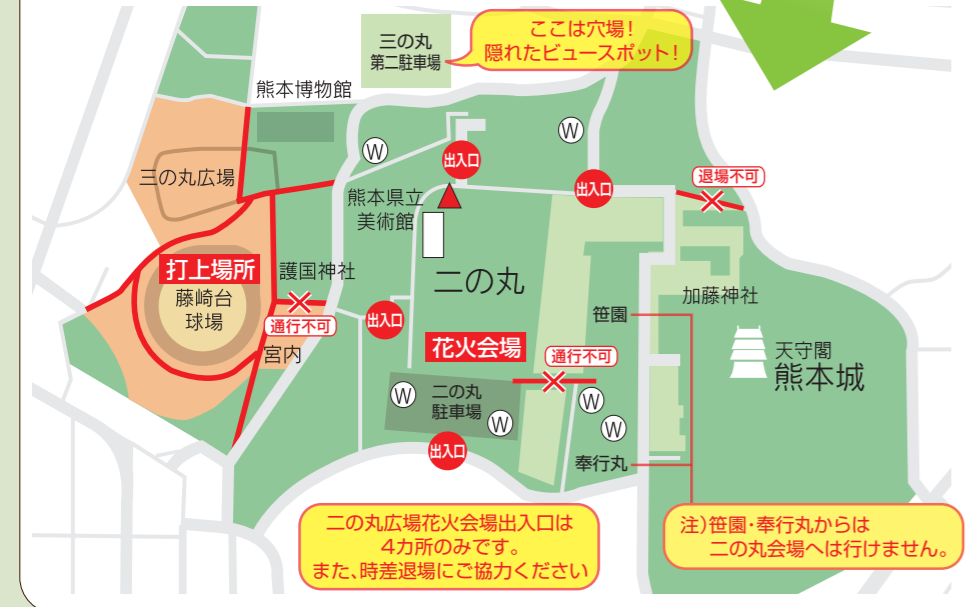 三の丸
第二駐車場
ここは穴場!
隠れたビュースポット!
熊本博物館
W
W
出入口
三の丸広場
出入口
退場不可
熊本県立
美術館
打上場所
護国神社
藤崎台
球場
二の丸
加藤神社
笹園
通行不可
出入口
宮内
花火会場
通行不可
天守閣
熊本城
W
二の丸
駐車場
W
W
W
出入口
奉行丸
二の丸広場花火会場出入口は
4カ所のみです。
また、時差退場にご協力ください
注)笹園・奉行丸からは
二の丸会場へは行けません。